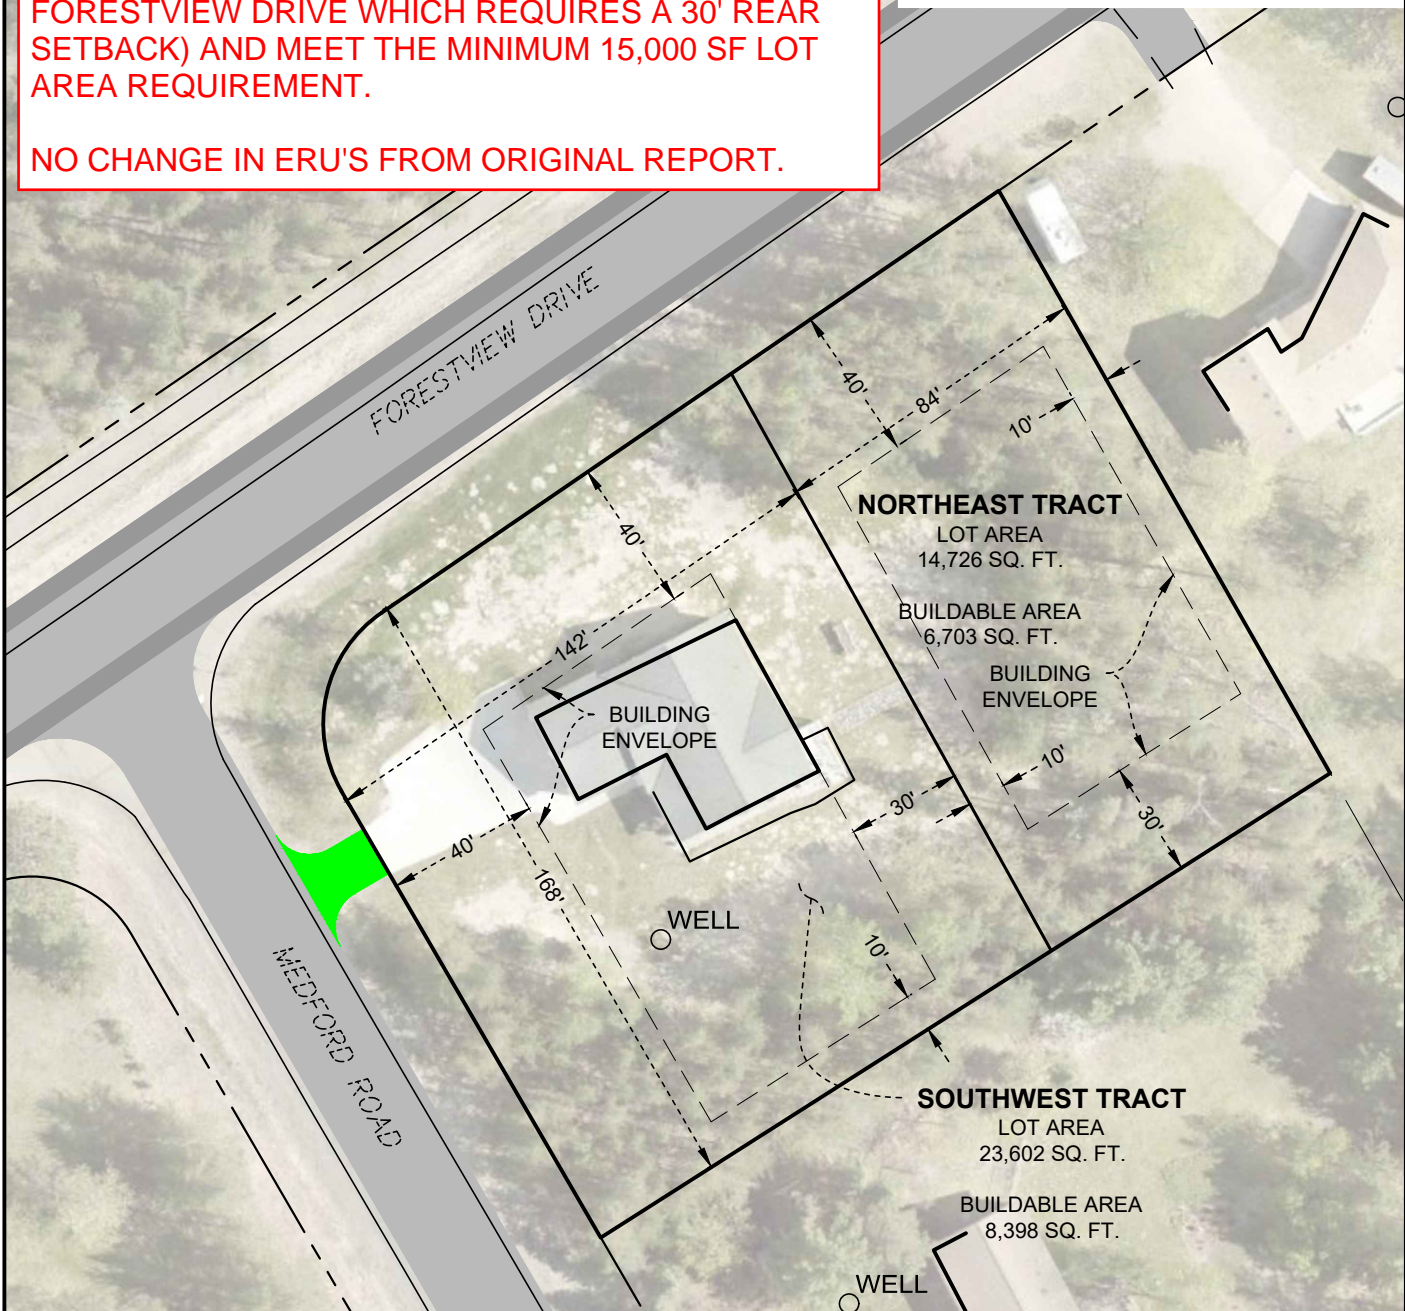 FORESTVIEW DRIVE WHICH REQUIRES A 30' REAR
SETBACK) AND MEET THE MINIMUM 15,000 SF LOT
AREA REQUIREMENT.
NO CHANGE IN ERU'S FROM ORIGINAL REPORT.
FORESTVIEW DRIVE
40'
84'
10'
NORTHEAST TRACT
LOT AREA
14,726 SQ. FT.
BUILDABLE AREA
6,703 SQ. FT.
BUILDING
ENVELOPE
10'
30'
40'
142'
BUILDING
ENVELOPE
30'
40'
168'
WELL
10'
MEDFORD ROAD
SOUTHWEST TRACT
LOT AREA
23,602 SQ. FT.
BUILDABLE AREA
8,398 SQ. FT.
WELL